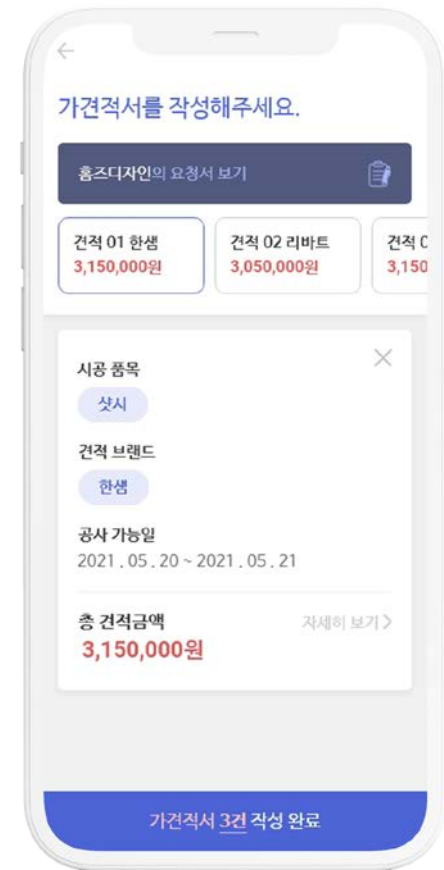 가견적서를 작성해주세요.
홈즈디자인의 요청서 보기
견적 01 한샘
3,150,000원
견적 02 리바트
3,050,000원
견적 0
3,150
시공 품목
샷시
견적 브랜드
한샘
공사 가능일
2021 . 05 . 20 ~ 2021 . 05 . 21
총 견적금액
자세히 보기
3,150,000원
가견적서 3건 작성 완료